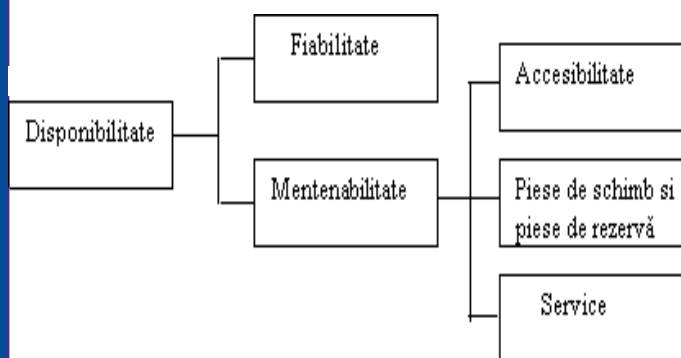 Disponibilitate
Fiabilitate
Mentenabilitate
Accesibilitate
Piese de schimb si
piese de rezervă
Service